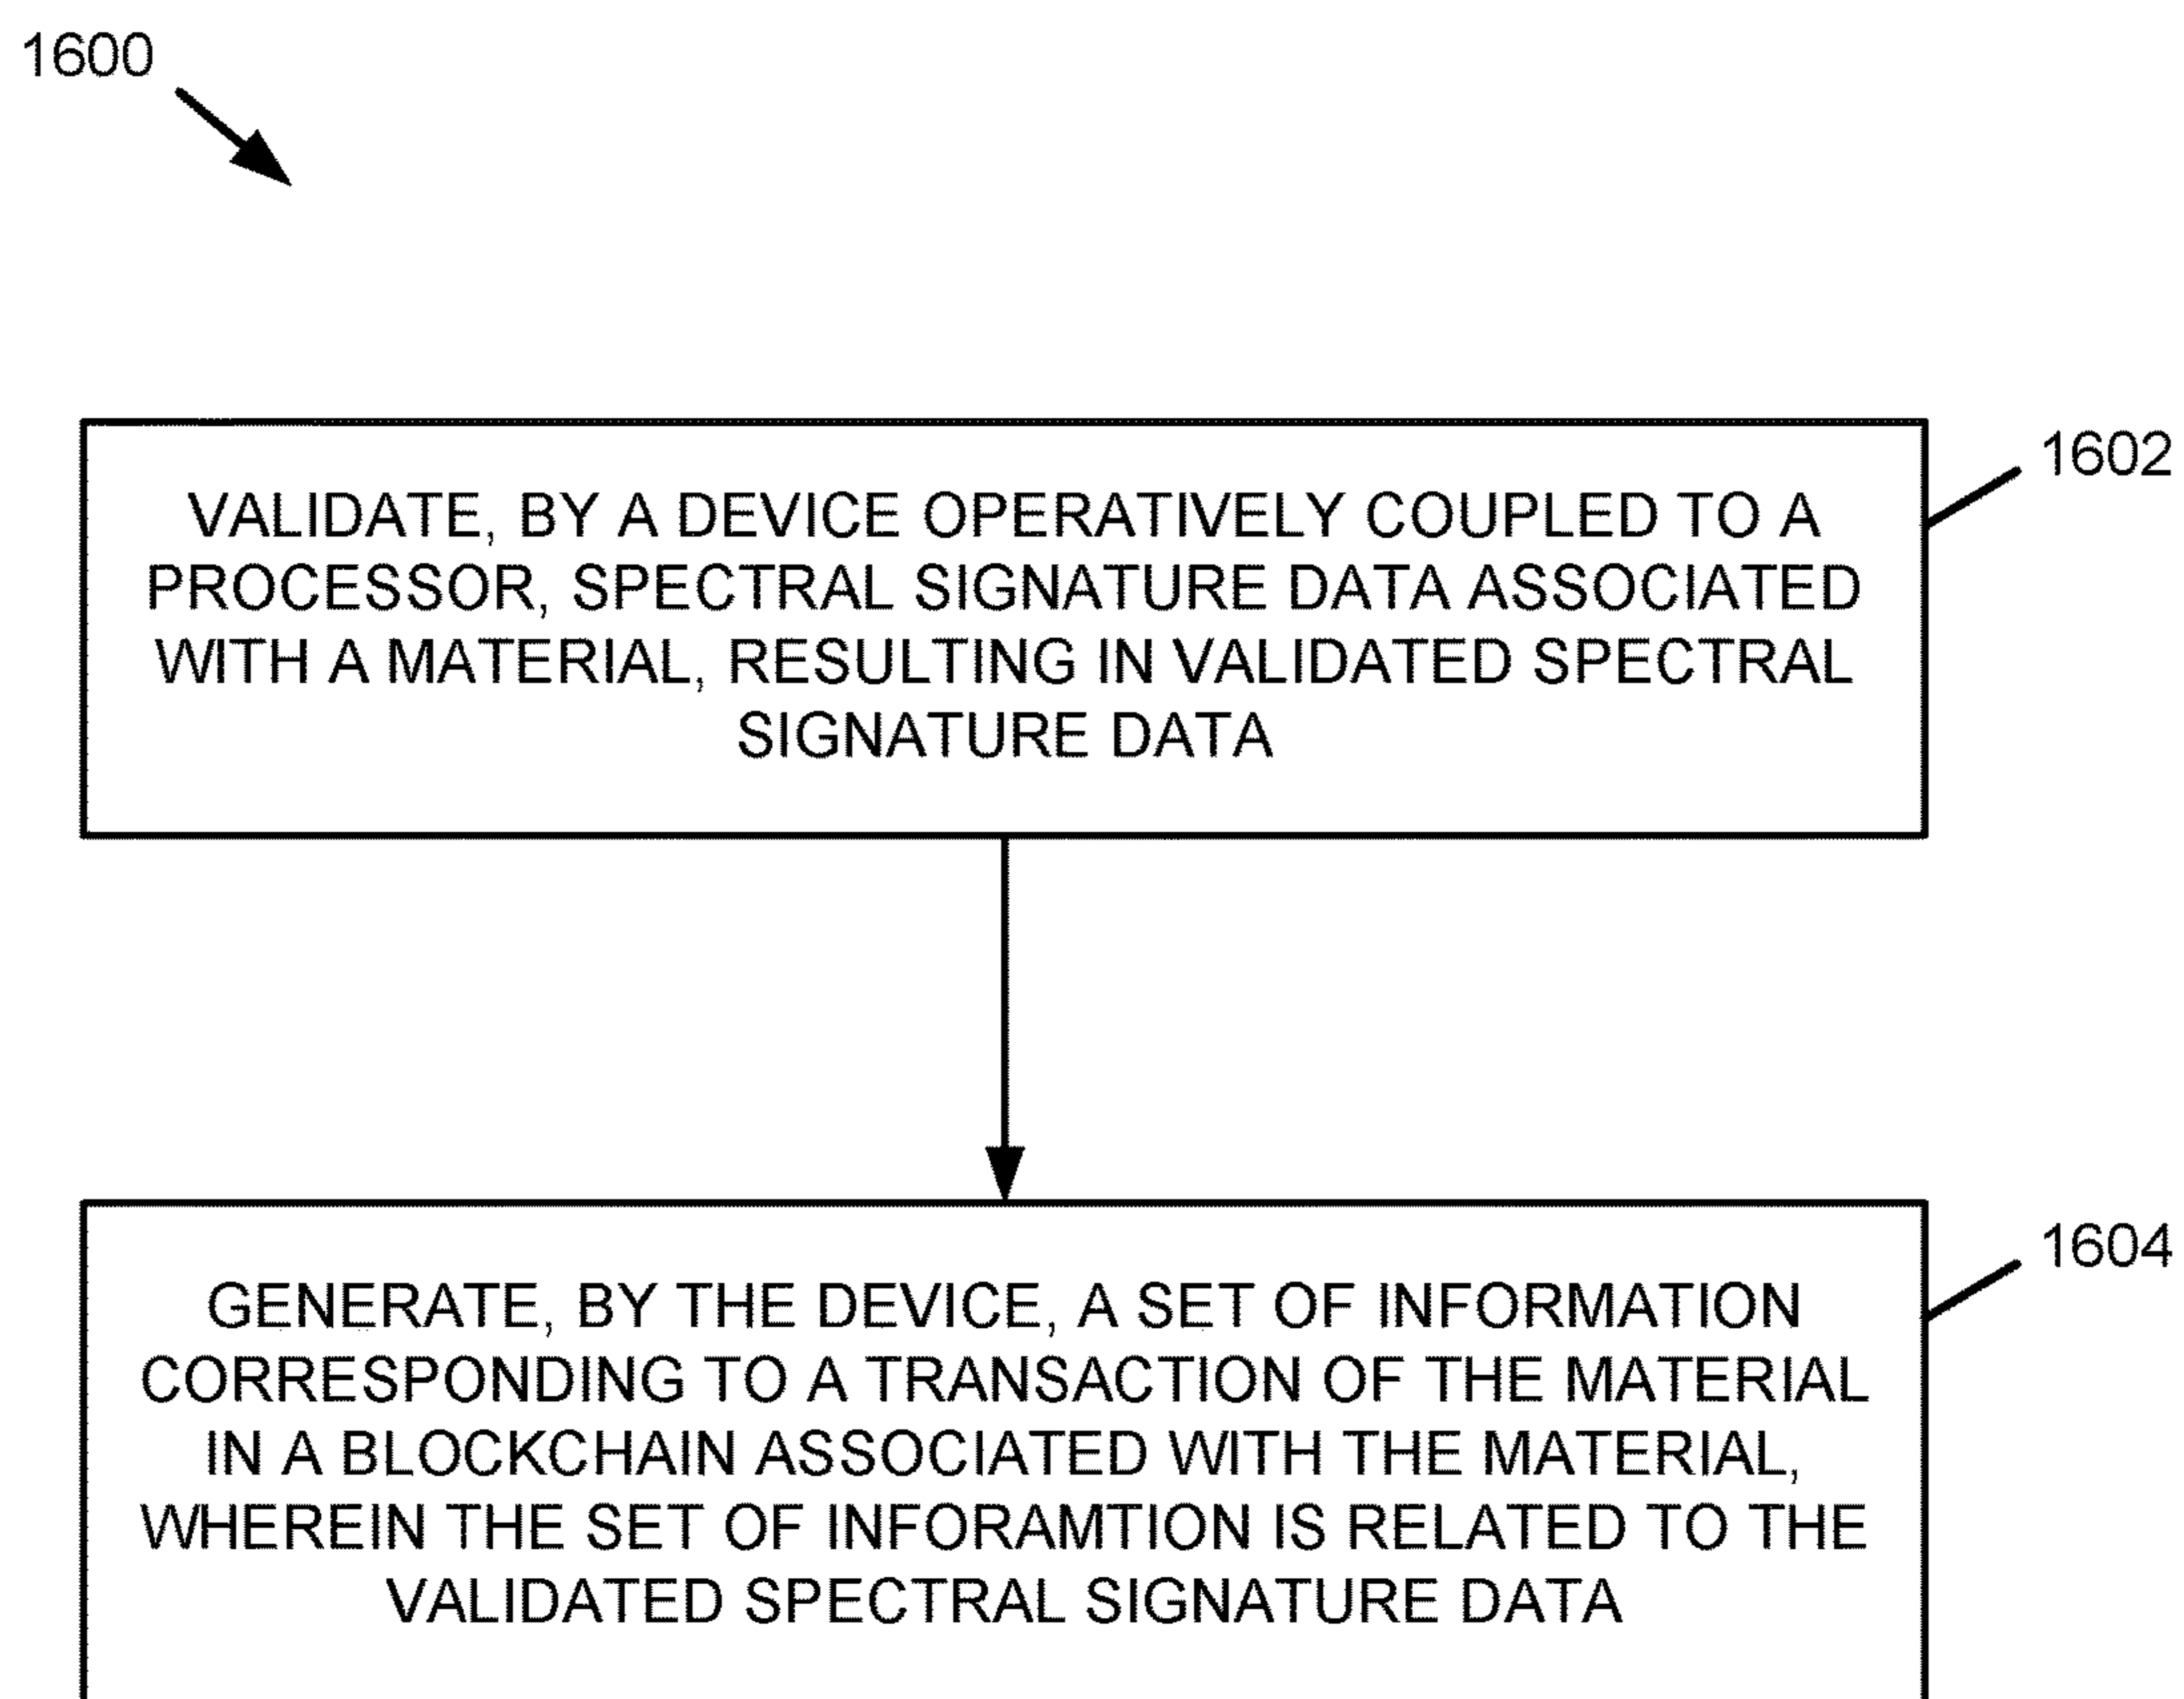 1600
1602
VALIDATE, BY A DEVICE OPERATIVELY COUPLED TO A
PROCESSOR, SPECTRAL SIGNATURE DATA ASSOCIATED
WITH A MATERIAL, RESULTING IN VALIDATED SPECTRAL
SIGNATURE DATA
1604
GENERATE, BY THE DEVICE, A SET OF INFORMATION
CORRESPONDING TO A TRANSACTION OF THE MATERIAL
IN A BLOCKCHAIN ASSOCIATED WITH THE MATERIAL,
WHEREIN THE SET OF INFORAMTION IS RELATED TO THE
VALIDATED SPECTRAL SIGNATURE DATA